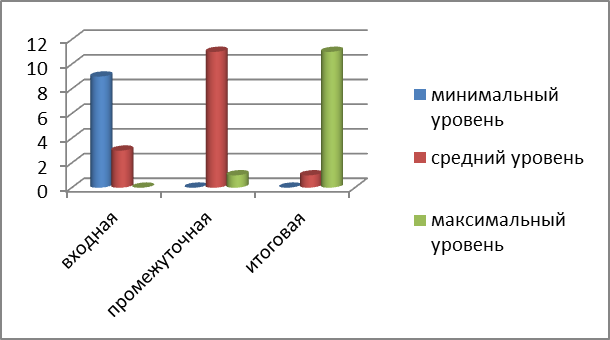 12
10
8
6
4
2
0
входная
промежуточная
итоговая
минимальный
уровень
средний уровень
максимальный
уровень